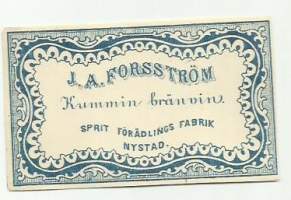 J. A. FORSSTRÖM
Kummin bränvin.
SPRIT FÖRÄDLINGS FABRIK
NYSTAD.